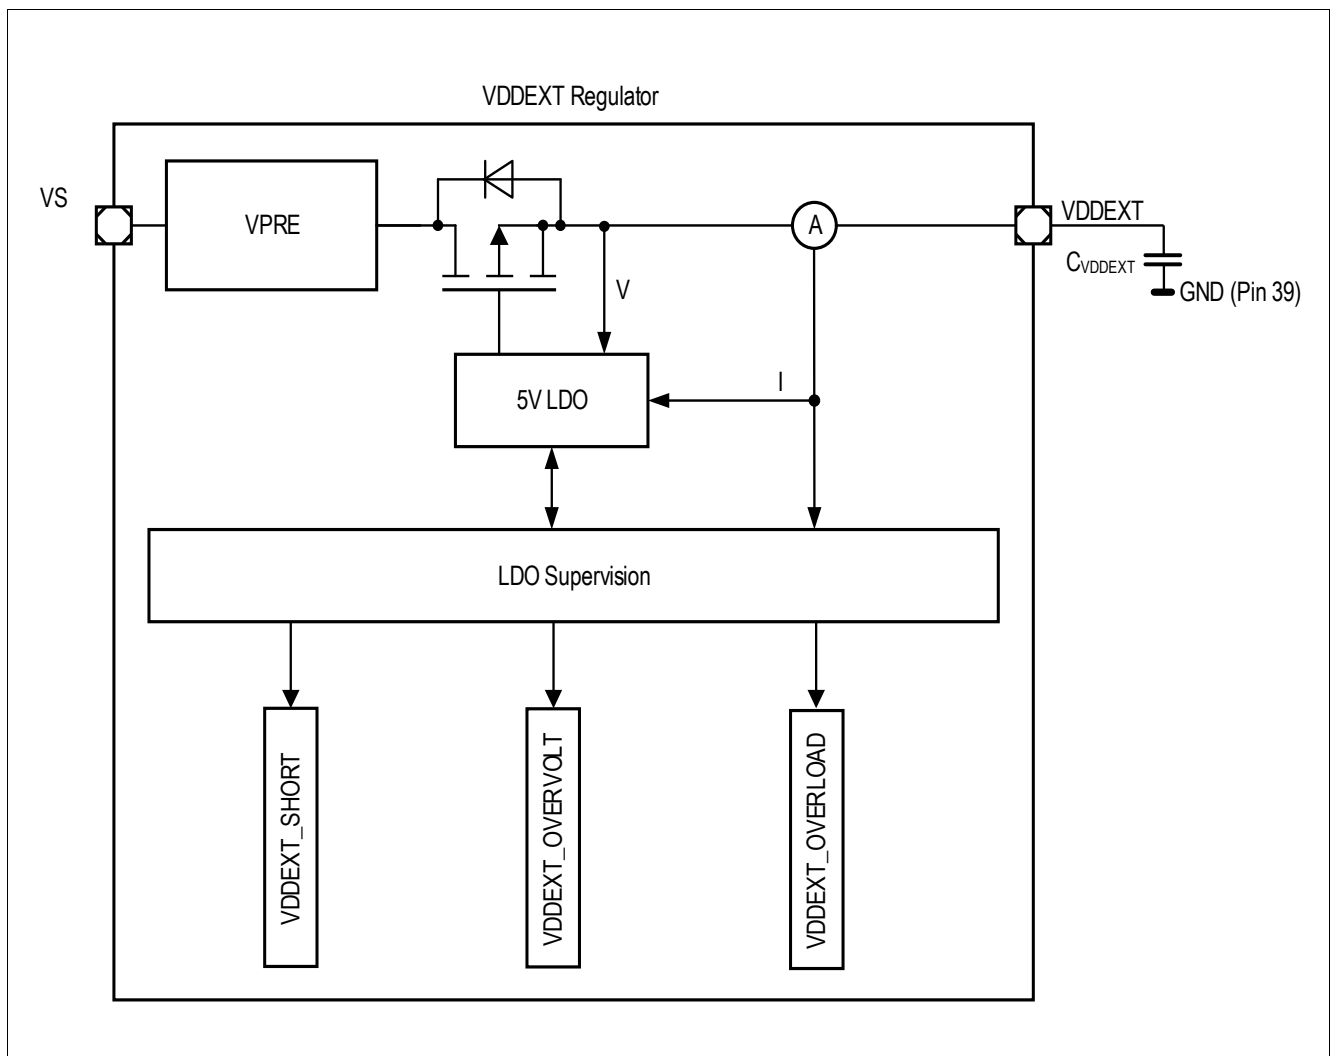 VDDEXT Regulator
VS
VPRE
VDDEXT
A
CVDDEXT
GND (Pin 39)
V
I
5V LDO
LDO Supervision
VDDEXT_SHORT
VDDEXT_OVERVOLT
VDDEXT_OVERLOAD